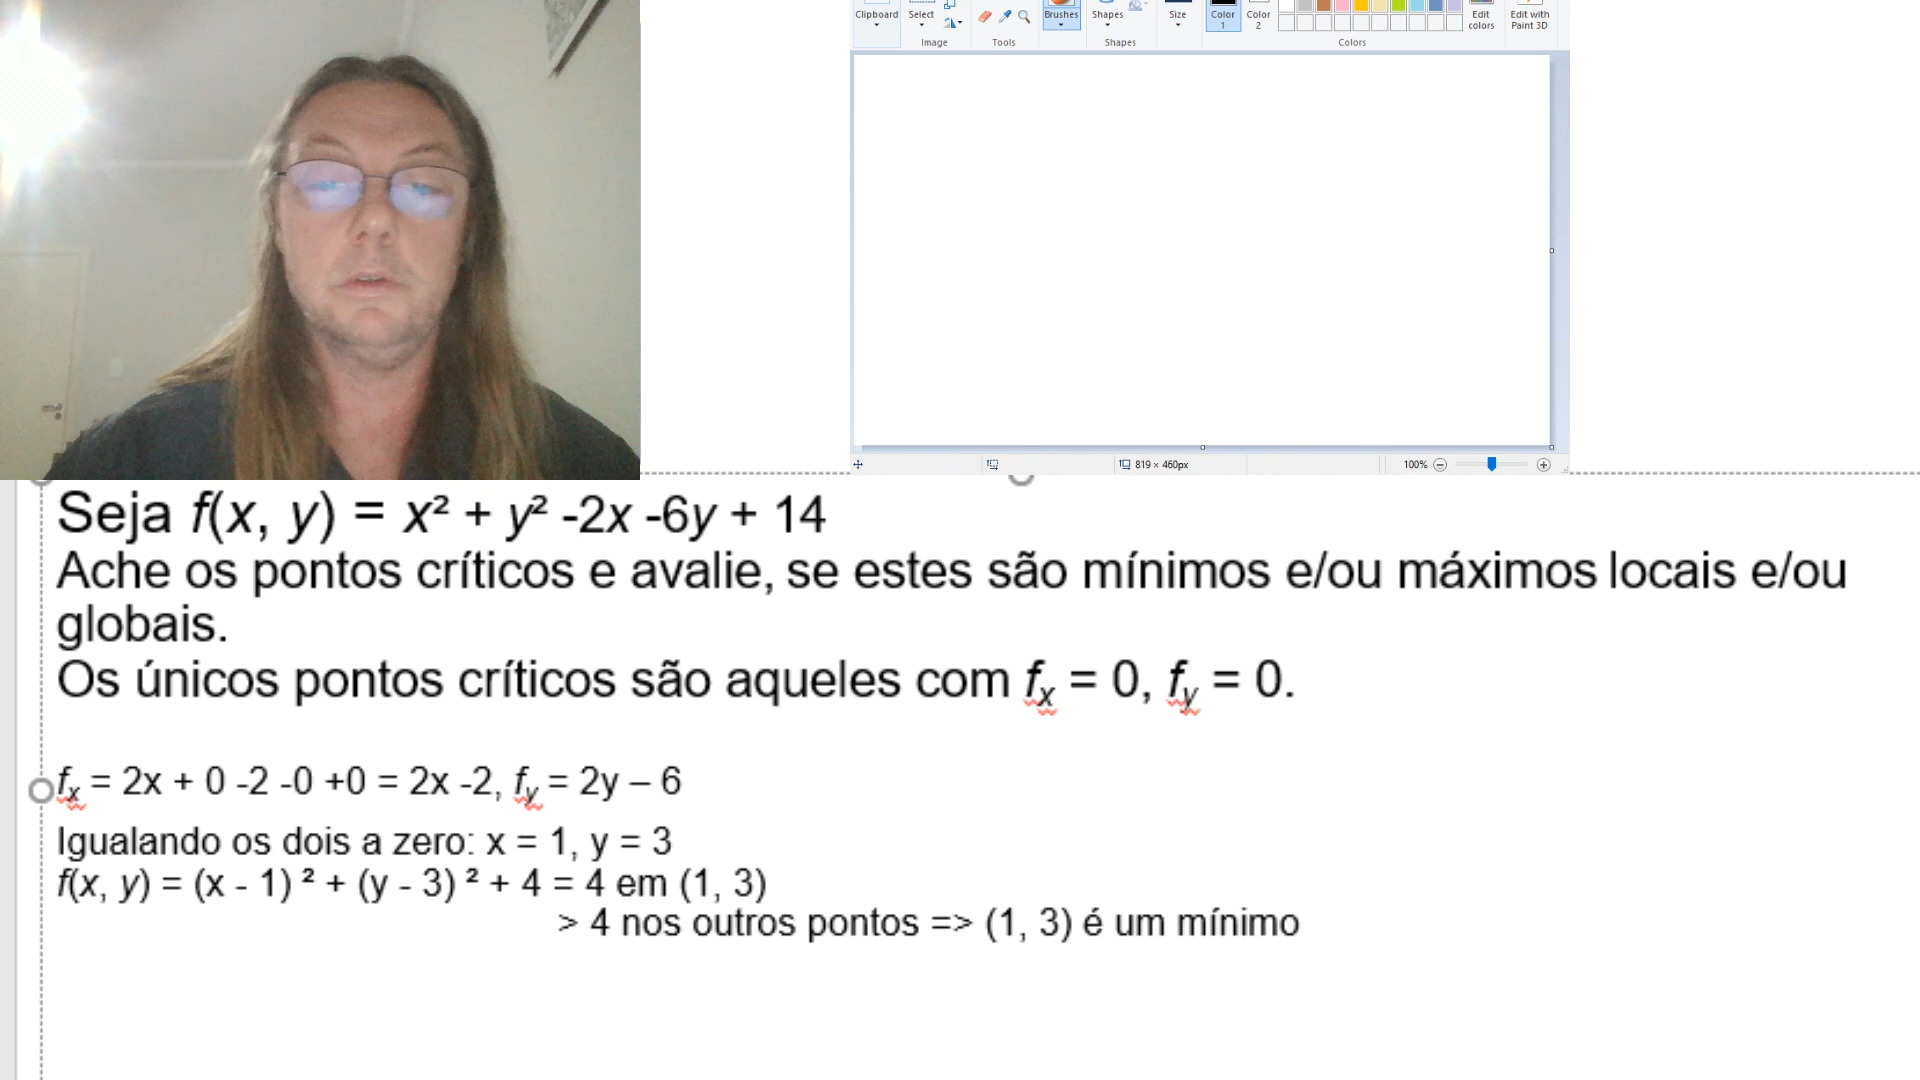 Clipboard
Select
Brushes
Shapes
Size
Color
1
Color
2
Edit
colors
Edit with
Paint 3D
Image
Tools
Shapes
Colors
819 × 460px
100%
Seja f(x, y) = x² + y² -2x -6y + 14
Ache os pontos críticos e avalie, se estes são mínimos e/ou máximos locais e/ou
globais.
Os únicos pontos críticos são aqueles com fx = 0, fy = 0.
fx = 2x + 0 -2 -0 +0 = 2x -2, fy = 2y – 6
Igualando os dois a zero: x = 1, y = 3
f(x, y) = (x - 1) ² + (y - 3) ² + 4 = 4 em (1, 3)
> 4 nos outros pontos => (1, 3) é um mínimo